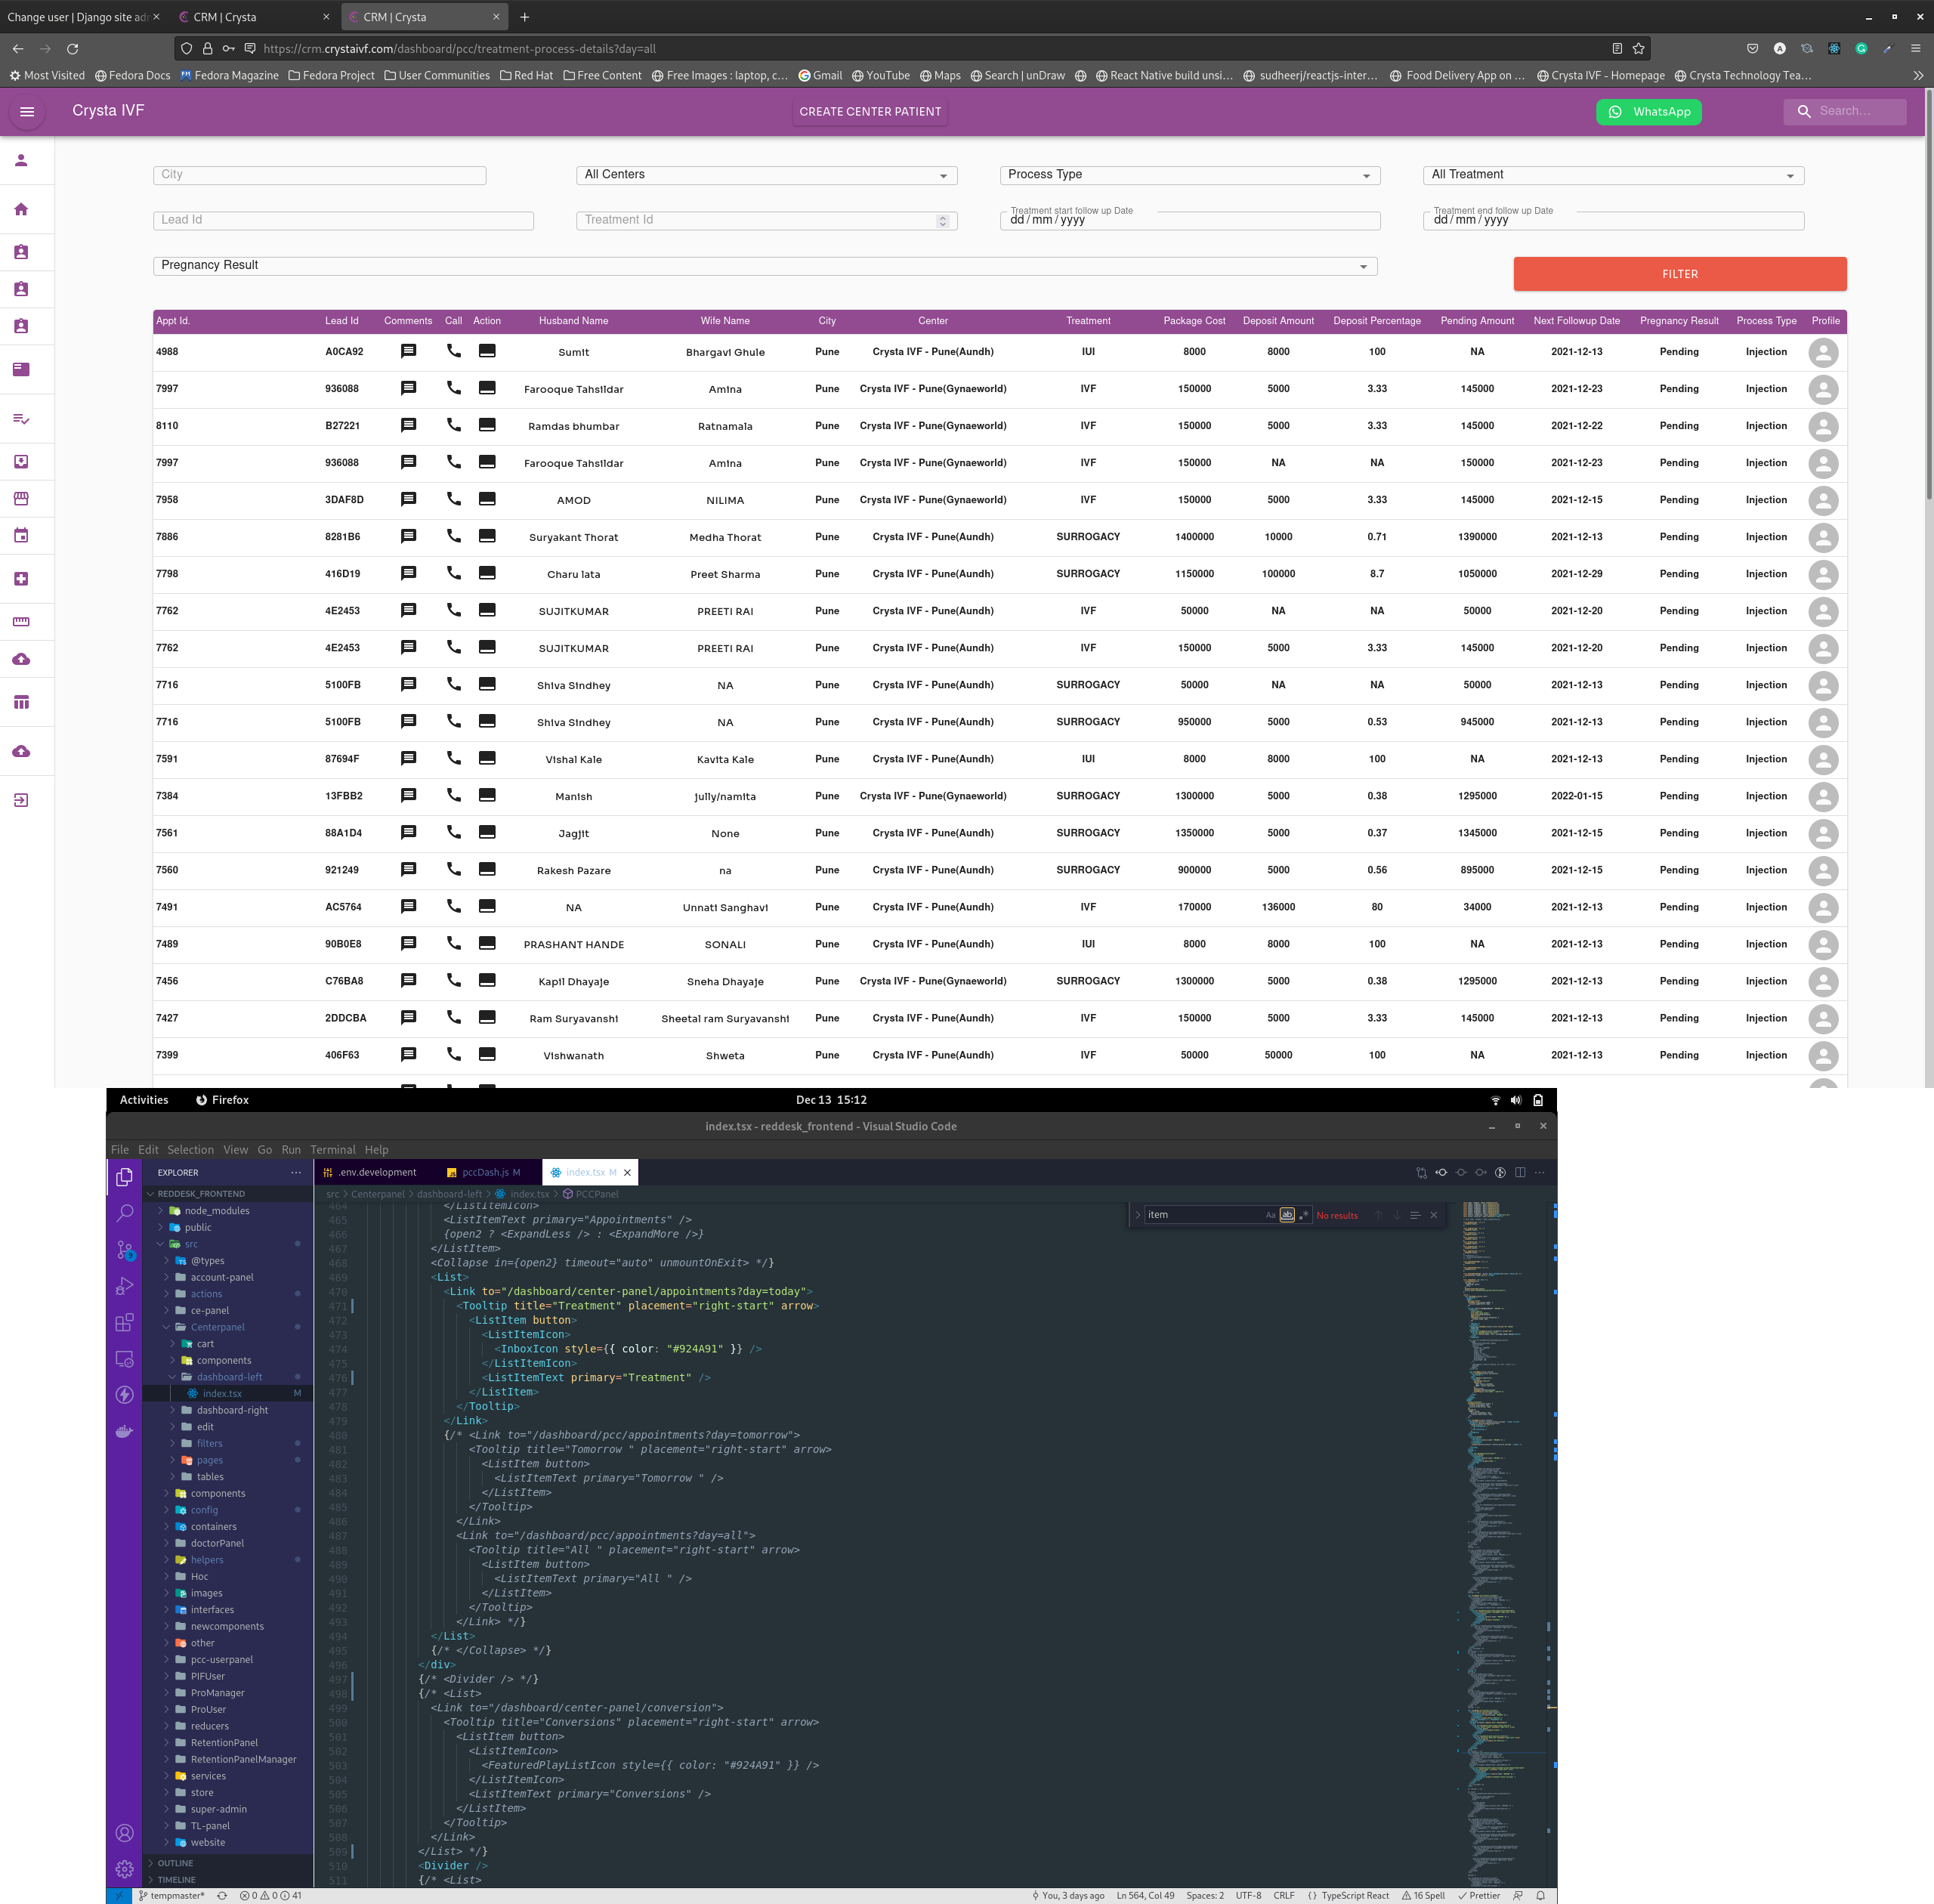 Change user | Django site adr
CRM | Crysta
CRM | Crysta
https://crm.crystaivf.com/dashboard/pcc/treatment-process-details?day=all
Most Visited Fedora Docs Fedora Magazine Fedora Project User Communities Red Hat Free Content Free Images : laptop, c… Gmail YouTube Maps Search | unDraw React Native build unsi… sudheerj/reactjs-inter… Food Delivery App on … Crysta IVF - Homepage Crysta Technology Tea…
Crysta IVF CREATE CENTER PATIENT WhatsApp Search…
City All Centers Process Type All Treatment
Treatment start follow up Date Treatment end follow up Date
Lead Id Treatment Id dd / mm / yyyy dd / mm / yyyy
Pregnancy Result FILTER
Appt Id. Lead Id Comments Call Action Husband Name Wife Name City Center Treatment Package Cost Deposit Amount Deposit Percentage Pending Amount Next Followup Date Pregnancy Result Process Type Profile
4988 A0CA92 Sumit Bhargavi Ghule Pune Crysta IVF - Pune(Aundh) IUI 8000 8000 100 NA 2021-12-13 Pending Injection
7997 936088 Farooque Tahsildar Amina Pune Crysta IVF - Pune(Gynaeworld) IVF 150000 5000 3.33 145000 2021-12-23 Pending Injection
8110 B27221 Ramdas bhumbar Ratnamala Pune Crysta IVF - Pune(Gynaeworld) IVF 150000 5000 3.33 145000 2021-12-22 Pending Injection
7997 936088 Farooque Tahsildar Amina Pune Crysta IVF - Pune(Gynaeworld) IVF 150000 NA NA 150000 2021-12-23 Pending Injection
7958 3DAF8D AMOD NILIMA Pune Crysta IVF - Pune(Gynaeworld) IVF 150000 5000 3.33 145000 2021-12-15 Pending Injection
7886 8281B6 Suryakant Thorat Medha Thorat Pune Crysta IVF - Pune(Aundh) SURROGACY 1400000 10000 0.71 1390000 2021-12-13 Pending Injection
7798 416D19 Charu lata Preet Sharma Pune Crysta IVF - Pune(Aundh) SURROGACY 1150000 100000 8.7 1050000 2021-12-29 Pending Injection
7762 4E2453 SUJITKUMAR PREETI RAI Pune Crysta IVF - Pune(Aundh) IVF 50000 NA NA 50000 2021-12-20 Pending Injection
7762 4E2453 SUJITKUMAR PREETI RAI Pune Crysta IVF - Pune(Aundh) IVF 150000 5000 3.33 145000 2021-12-20 Pending Injection
7716 5100FB Shiva Sindhey NA Pune Crysta IVF - Pune(Aundh) SURROGACY 50000 NA NA 50000 2021-12-13 Pending Injection
7716 5100FB Shiva Sindhey NA Pune Crysta IVF - Pune(Aundh) SURROGACY 950000 5000 0.53 945000 2021-12-13 Pending Injection
7591 87694F Vishal Kale Kavita Kale Pune Crysta IVF - Pune(Aundh) IUI 8000 8000 100 NA 2021-12-13 Pending Injection
7384 13FBB2 Manish jully/namita Pune Crysta IVF - Pune(Gynaeworld) SURROGACY 1300000 5000 0.38 1295000 2022-01-15 Pending Injection
7561 88A1D4 Jagjit None Pune Crysta IVF - Pune(Aundh) SURROGACY 1350000 5000 0.37 1345000 2021-12-15 Pending Injection
7560 921249 Rakesh Pazare na Pune Crysta IVF - Pune(Aundh) SURROGACY 900000 5000 0.56 895000 2021-12-15 Pending Injection
7491 AC5764 NA Unnati Sanghavi Pune Crysta IVF - Pune(Aundh) IVF 170000 136000 80 34000 2021-12-13 Pending Injection
7489 90B0E8 PRASHANT HANDE SONALI Pune Crysta IVF - Pune(Aundh) IUI 8000 8000 100 NA 2021-12-13 Pending Injection
7456 C76BA8 Kapil Dhayaje Sneha Dhayaje Pune Crysta IVF - Pune(Gynaeworld) SURROGACY 1300000 5000 0.38 1295000 2021-12-13 Pending Injection
7427 2DDCBA Ram Suryavanshi Sheetal ram Suryavanshi Pune Crysta IVF - Pune(Aundh) IVF 150000 5000 3.33 145000 2021-12-13 Pending Injection
7399 406F63 Vishwanath Shweta Pune Crysta IVF - Pune(Aundh) IVF 50000 50000 100 NA 2021-12-13 Pending Injection
Activities Firefox Dec 13 15:12
index.tsx - reddesk_frontend - Visual Studio Code
File Edit Selection View Go Run Terminal Help
EXPLORER
REDDESK_FRONTEND
node_modules
public
src
@types
account-panel
actions
ce-panel
Centerpanel
cart
components
dashboard-left
index.tsx M
dashboard-right
edit
filters
pages
tables
components
config
containers
doctorPanel
helpers
Hoc
images
interfaces
newcomponents
other
pcc-userpanel
PIFUser
ProManager
ProUser
reducers
RetentionPanel
RetentionPanelManager
services
store
super-admin
TL-panel
website
OUTLINE
TIMELINE
.env.development pccDash.js M index.tsx M
src > Centerpanel > dashboard-left > index.tsx > PCCPanel
item Aa ab No results
464 </ListItemIcon>
465 <ListItemText primary="Appointments" />
466 {open2 ? <ExpandLess /> : <ExpandMore />}
467 </ListItem>
468 <Collapse in={open2} timeout="auto" unmountOnExit> */}
469 <List>
470 <Link to="/dashboard/center-panel/appointments?day=today">
471 <Tooltip title="Treatment" placement="right-start" arrow>
472 <ListItem button>
473 <ListItemIcon>
474 <InboxIcon style={{ color: "#924A91" }} />
475 </ListItemIcon>
476 <ListItemText primary="Treatment" />
477 </ListItem>
478 </Tooltip>
479 </Link>
480 {/* <Link to="/dashboard/pcc/appointments?day=tomorrow">
481 <Tooltip title="Tomorrow " placement="right-start" arrow>
482 <ListItem button>
483 <ListItemText primary="Tomorrow " />
484 </ListItem>
485 </Tooltip>
486 </Link>
487 <Link to="/dashboard/pcc/appointments?day=all">
488 <Tooltip title="All " placement="right-start" arrow>
489 <ListItem button>
490 <ListItemText primary="All " />
491 </ListItem>
492 </Tooltip>
493 </Link> */}
494 </List>
495 {/* </Collapse> */}
496 </div>
497 {/* <Divider /> */}
498 {/* <List>
499 <Link to="/dashboard/center-panel/conversion">
500 <Tooltip title="Conversions" placement="right-start" arrow>
501 <ListItem button>
502 <ListItemIcon>
503 <FeaturedPlayListIcon style={{ color: "#924A91" }} />
504 </ListItemIcon>
505 <ListItemText primary="Conversions" />
506 </ListItem>
507 </Tooltip>
508 </Link>
509 </List> */}
510 <Divider />
511 {/* <List>
tempmaster* 0 0 41 You, 3 days ago Ln 564, Col 49 Spaces: 2 UTF-8 CRLF TypeScript React 16 Spell Prettier